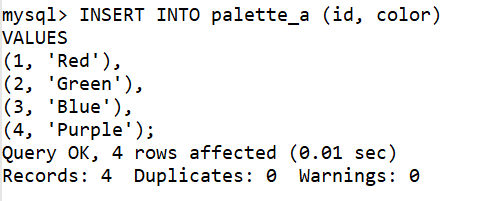 mysql> INSERT INTO palette_a (id, color)
VALUES
(1, 'Red'),
(2, 'Green'),
(3, 'Blue'),
(4, 'Purple');
Query OK, 4 rows affected (0.01 sec)
Records: 4  Duplicates: 0  Warnings: 0